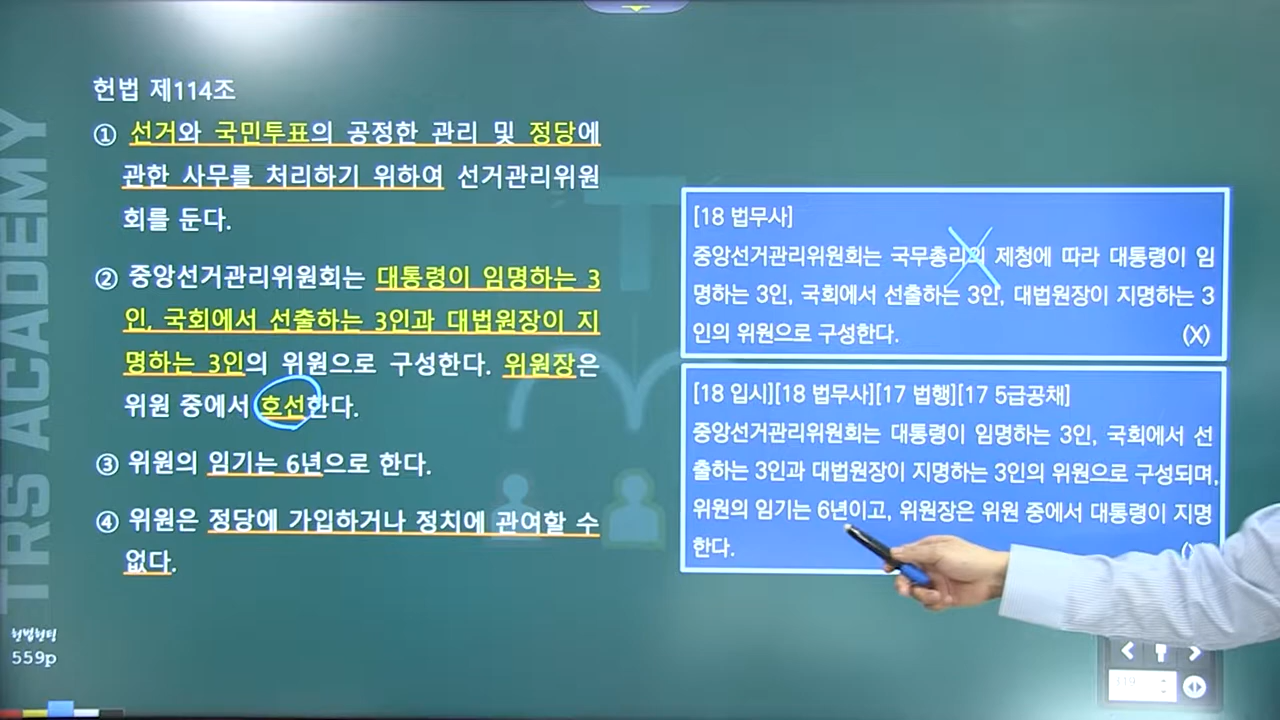 헌법 제114조
① 선거와 국민투표의 공정한 관리 및 정당에
관한 사무를 처리하기 위하여 선거관리위원
회를 둔다.
② 중앙선거관리위원회는 대통령이 임명하는 3
인, 국회에서 선출하는 3인과 대법원장이 지
명하는 3인의 위원으로 구성한다. 위원장은
위원 중에서 호선한다.
③ 위원의 임기는 6년으로 한다.
④ 위원은 정당에 가입하거나 정치에 관여할 수
없다.
[18 법무사]
중앙선거관리위원회는 국무총리의 제청에 따라 대통령이 임
명하는 3인, 국회에서 선출하는 3인, 대법원장이 지명하는 3
인의 위원으로 구성한다. (X)
[18 입시][18 법무사][17 법행][17 5급공채]
중앙선거관리위원회는 대통령이 임명하는 3인, 국회에서 선
출하는 3인과 대법원장이 지명하는 3인의 위원으로 구성되며,
위원의 임기는 6년이고, 위원장은 위원 중에서 대통령이 지명
한다.
TRS ACADEMY
헌법헌팅
559p